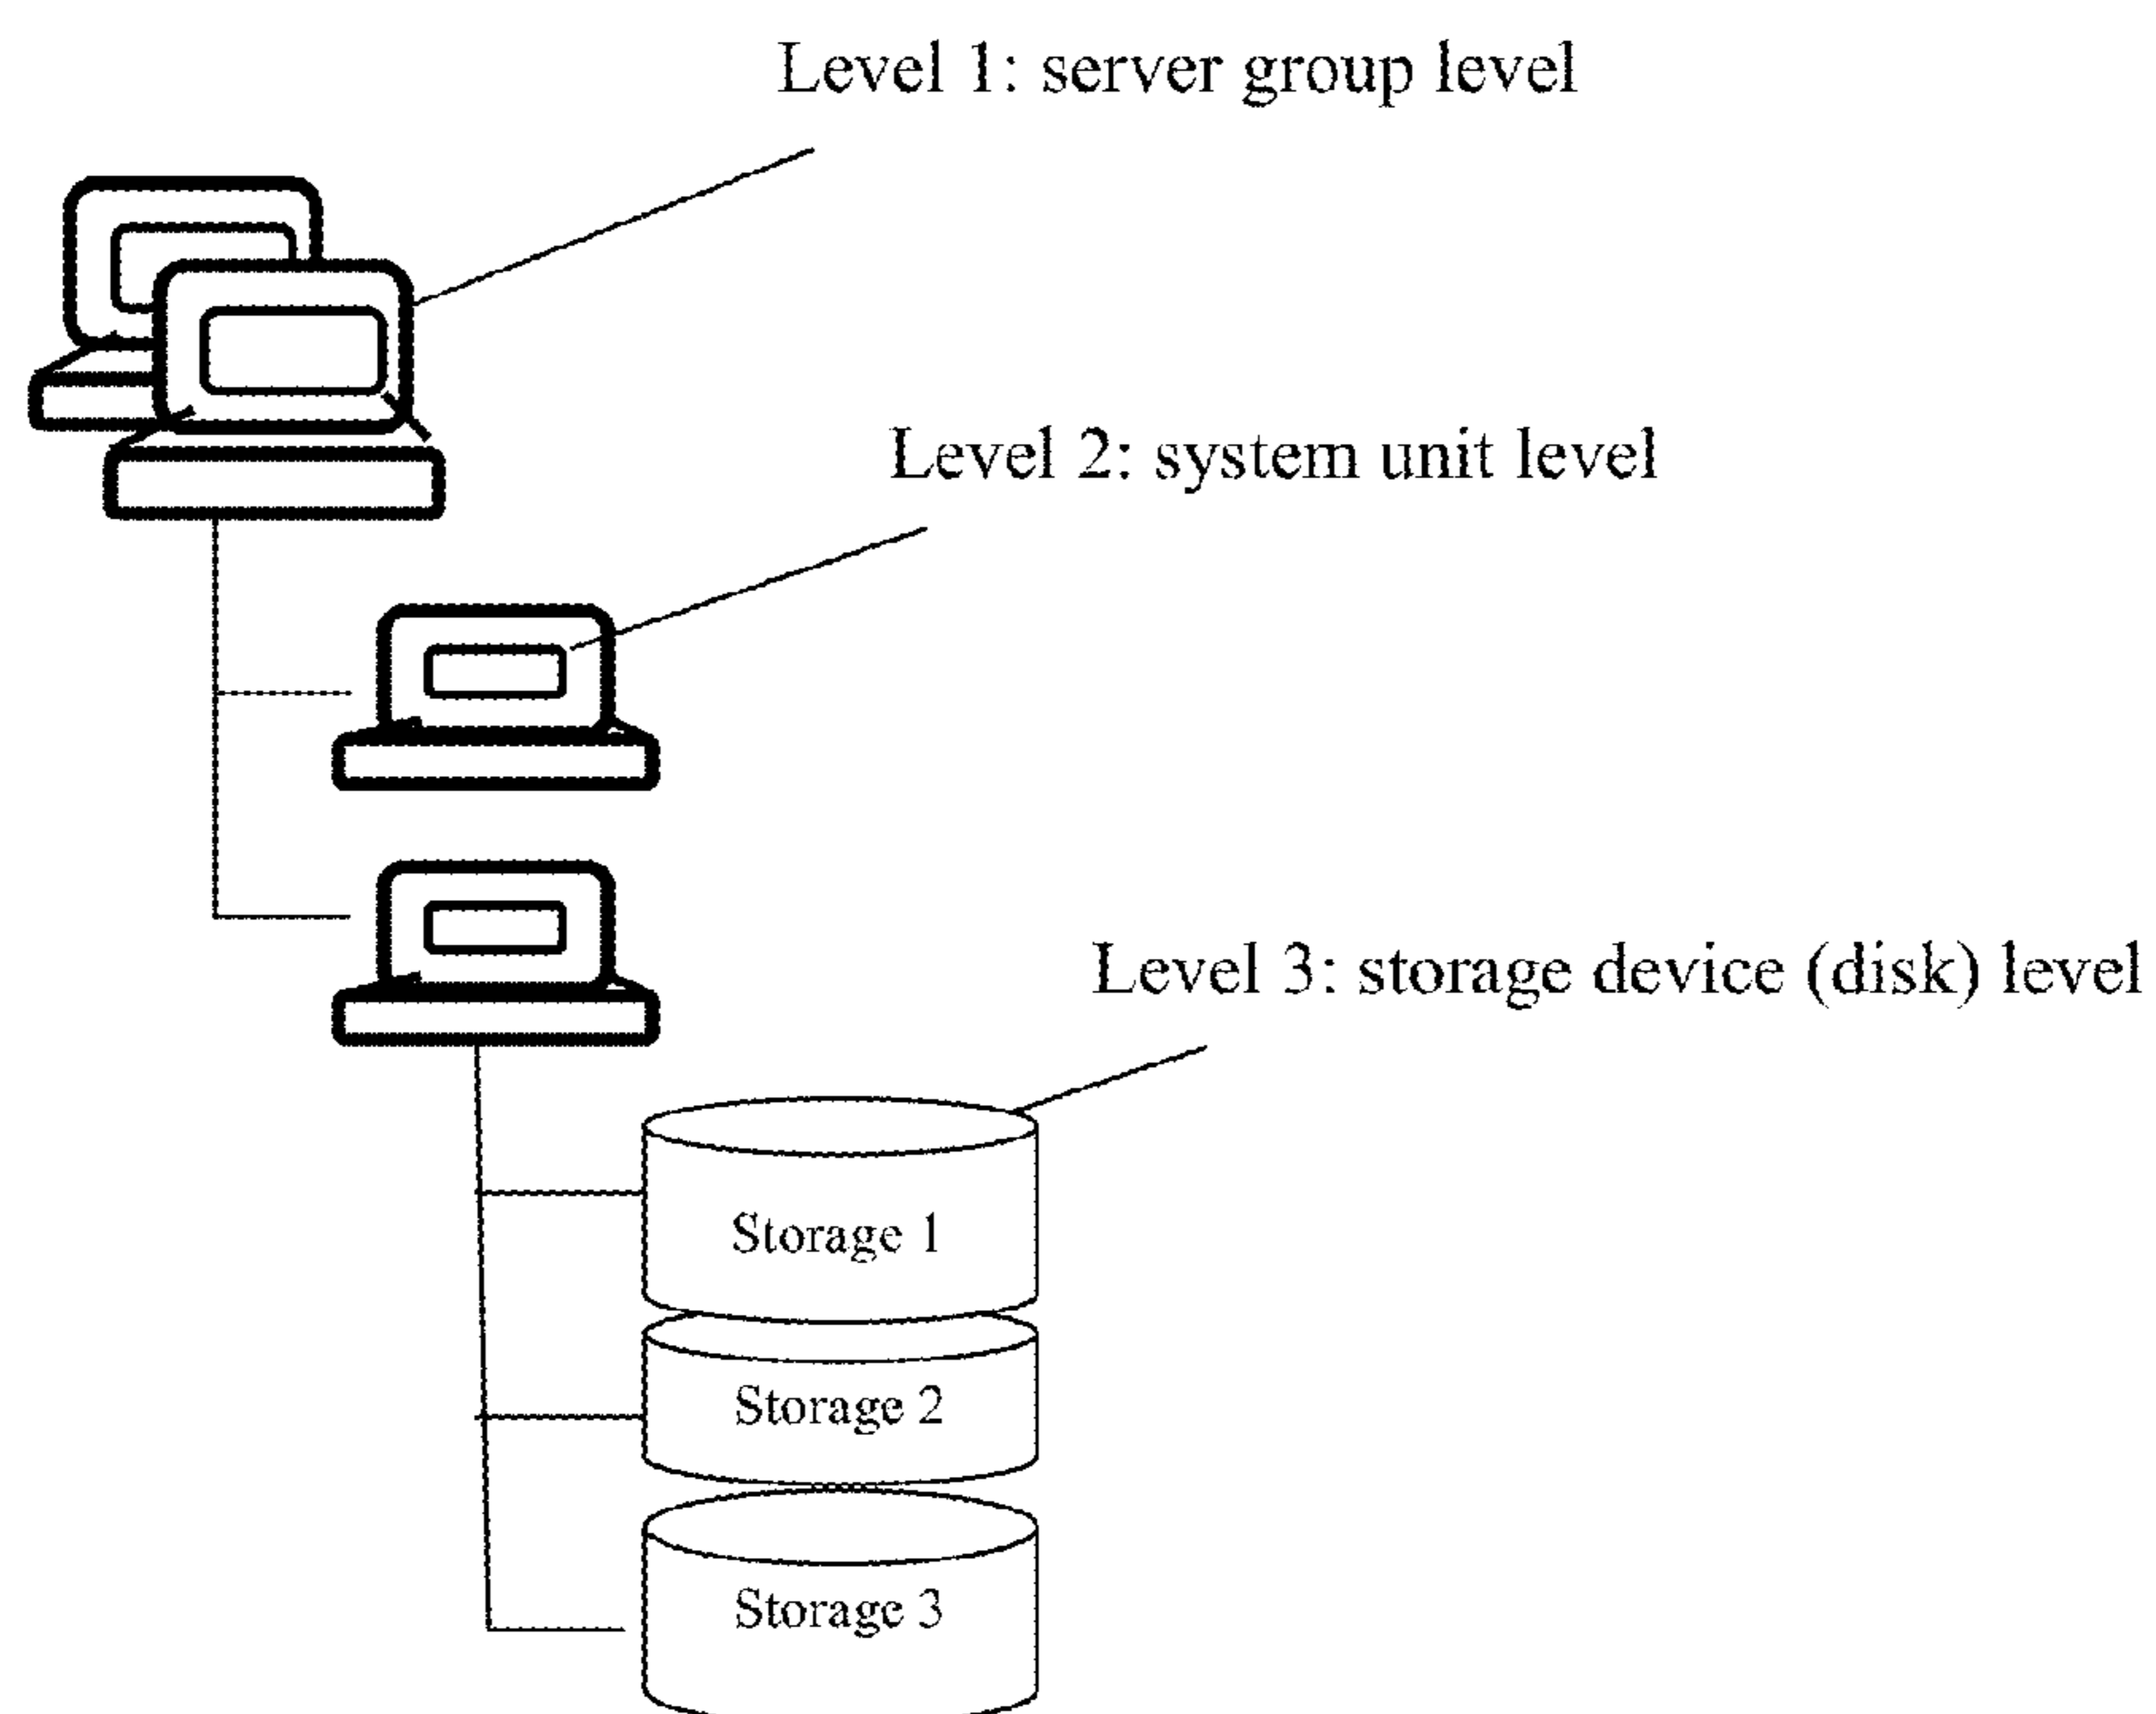 Level 1: server group level
Level 2: system unit level
Level 3: storage device (disk) level
Storage 1
Storage 2
Storage 3